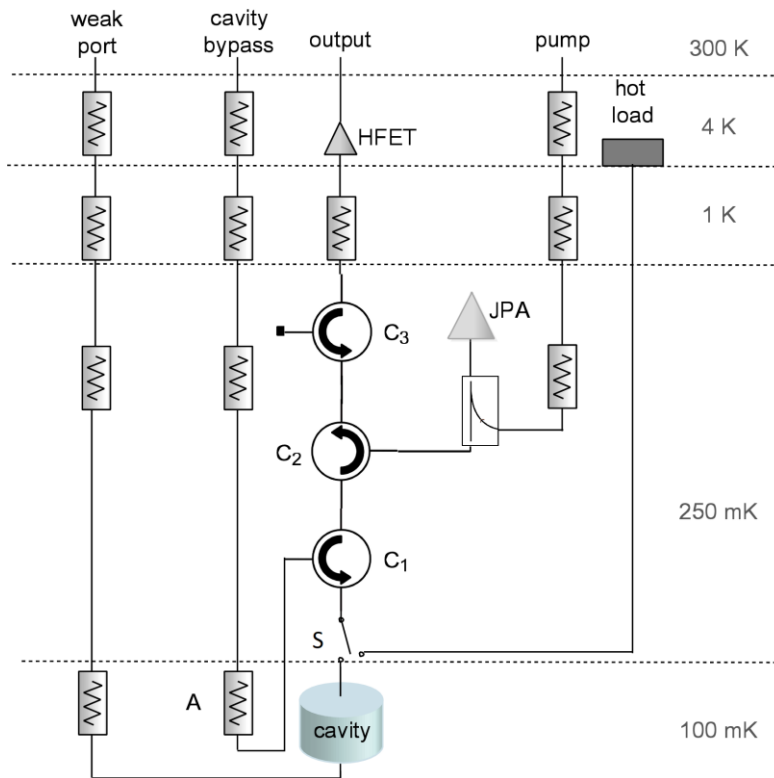 weak
port
cavity
bypass
output
pump
300 K
hot
load
4 K
HFET
1 K
JPA
C3
C2
250 mK
C1
S
A
cavity
100 mK